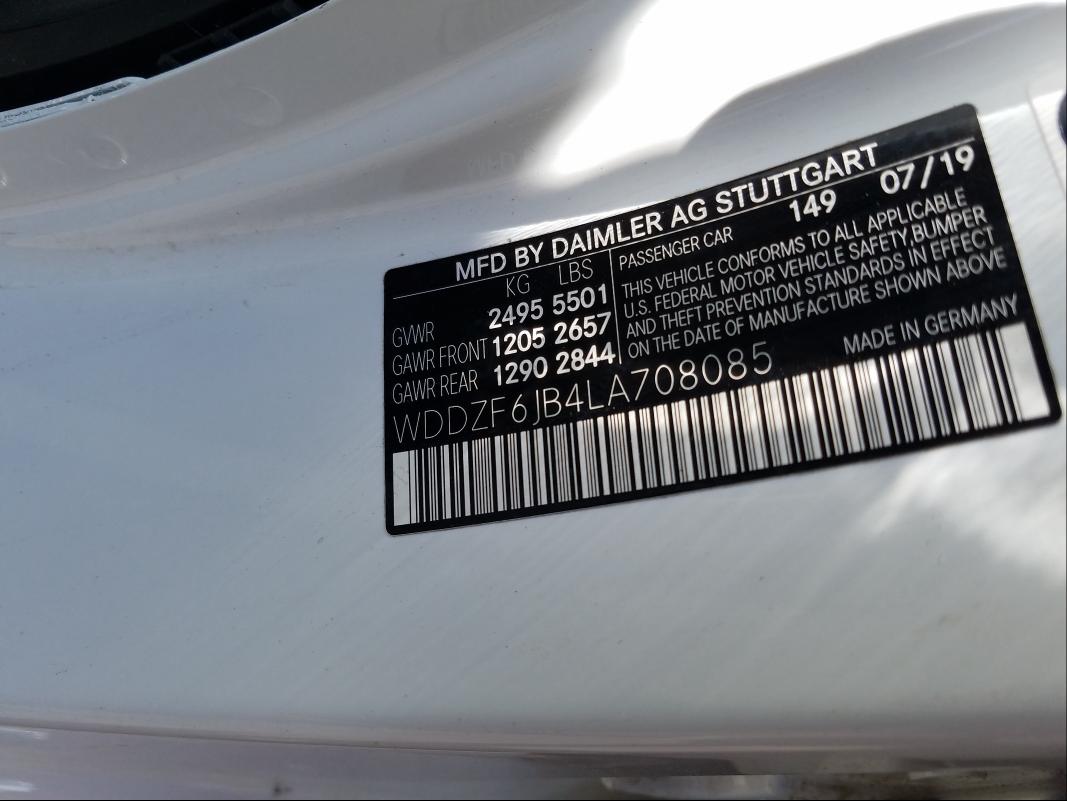 MFD BY DAIMLER AG STUTTGART
149 07/19
KG LBS
GVWR 2495 5501
GAWR FRONT 1205 2657
GAWR REAR 1290 2844
PASSENGER CAR
THIS VEHICLE CONFORMS TO ALL APPLICABLE
U.S. FEDERAL MOTOR VEHICLE SAFETY, BUMPER
AND THEFT PREVENTION STANDARDS IN EFFECT
ON THE DATE OF MANUFACTURE SHOWN ABOVE
WDDZF6JB4LA708085
MADE IN GERMANY